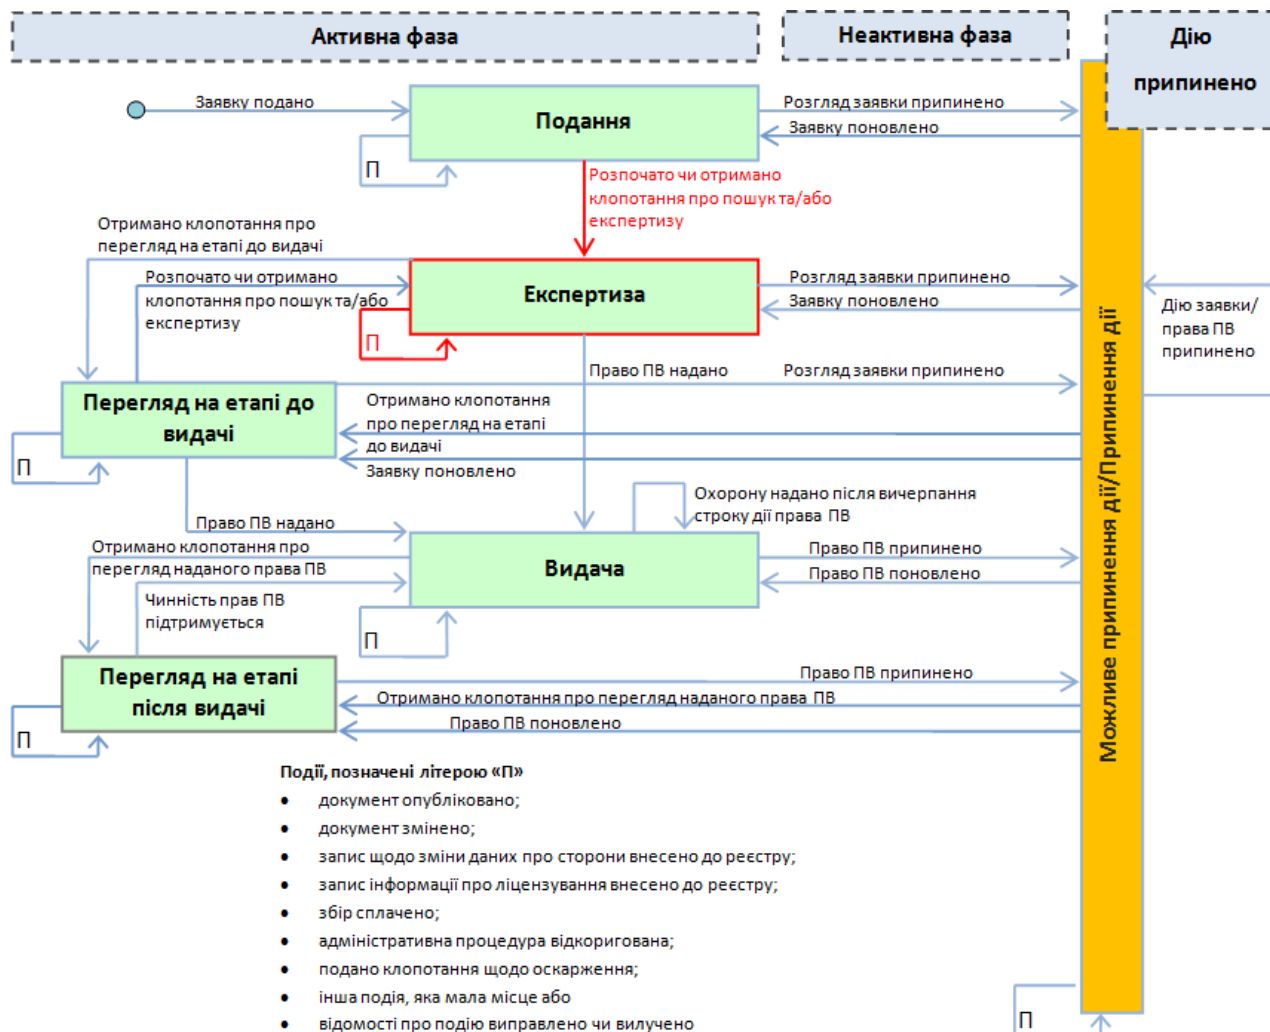 Активна фаза
Неактивна фаза
Дію
припинено
Заявку подано
Подання
Розгляд заявки припинено
Заявку поновлено
П
Розпочато чи отримано
клопотання про пошук та/або
експертизу
Отримано клопотання про
перегляд на етапі до видачі
Розпочато чи отримано
клопотання про пошук та/або
експертизу
Експертиза
Розгляд заявки припинено
Заявку поновлено
П
Дію заявки/
права ПВ
припинено
Можливе припинення дії/Припинення дії
Право ПВ надано
Розгляд заявки припинено
Перегляд на етапі до
видачі
Отримано клопотання
про перегляд на етапі
до видачі
Заявку поновлено
П
Право ПВ надано
Охорону надано після вичерпання
строку дії права ПВ
Отримано клопотання про
перегляд наданого права ПВ
Видача
Право ПВ припинено
Право ПВ поновлено
Чинність прав ПВ
підтримується
П
Перегляд на етапі
після видачі
Право ПВ припинено
Отримано клопотання про перегляд наданого права ПВ
Право ПВ поновлено
П
Події, позначені літерою «П»
• документ опубліковано;
• документ змінено;
• запис щодо зміни даних про сторони внесено до реєстру;
• запис інформації про ліцензування внесено до реєстру;
• збір сплачено;
• адміністративна процедура відкоригована;
• подано клопотання щодо оскарження;
• інша подія, яка мала місце або
• відомості про подію виправлено чи вилучено
П